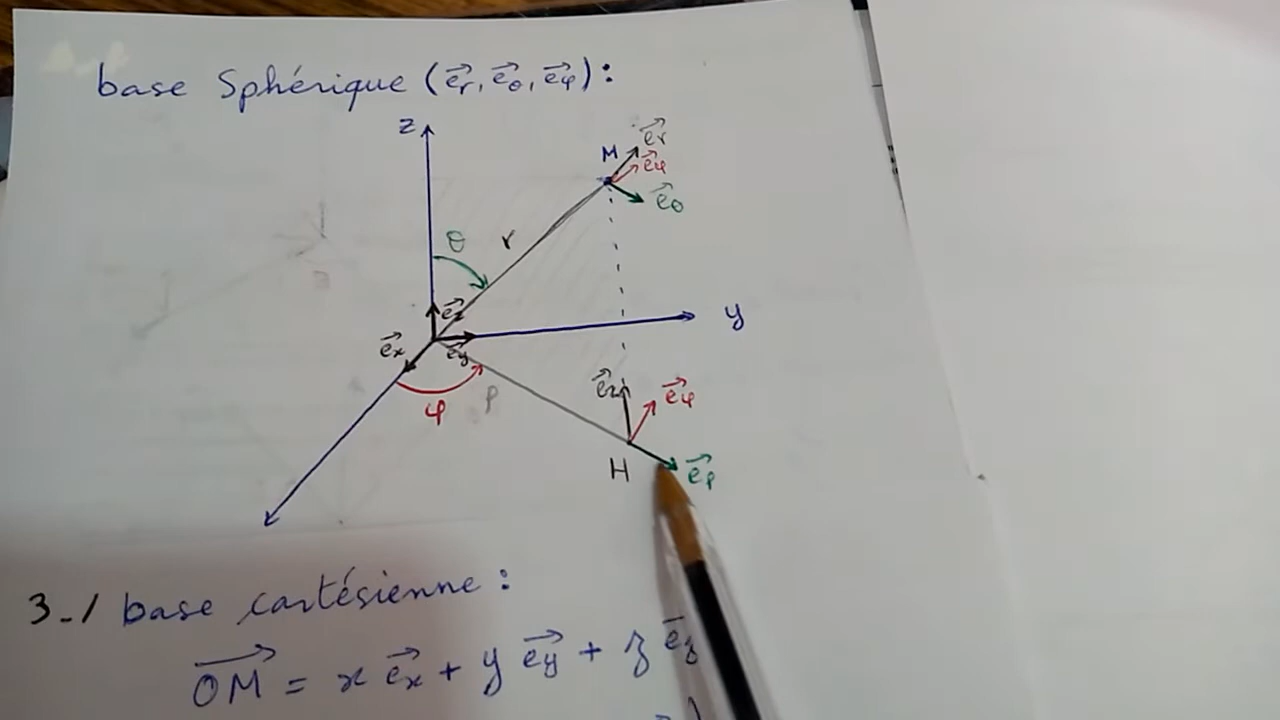 base Sphérique (e⃗r, e⃗θ, e⃗φ) :
z
M
e⃗r
e⃗φ
e⃗θ
θ
r
e⃗z
y
e⃗x
e⃗y
e⃗z
e⃗φ
φ
ρ
H
e⃗ρ
3-/ base cartésienne :
OM⃗ = x e⃗x + y e⃗y + z e⃗z